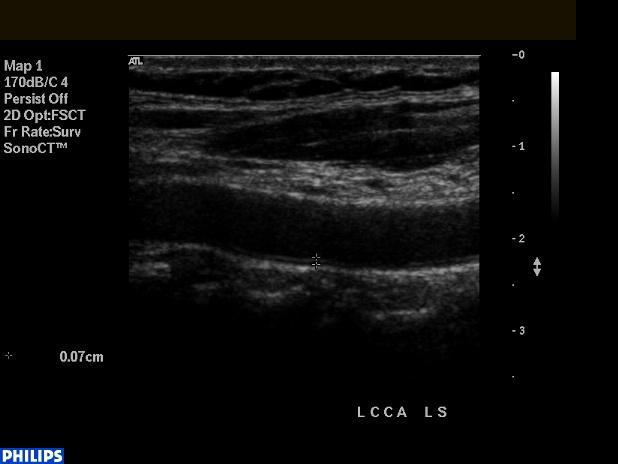 ATL
Map 1
170dB/C 4
Persist Off
2D Opt:FSCT
Fr Rate:Surv
SonoCT™
0
1
2
3
0.07cm
LCCA LS
PHILIPS